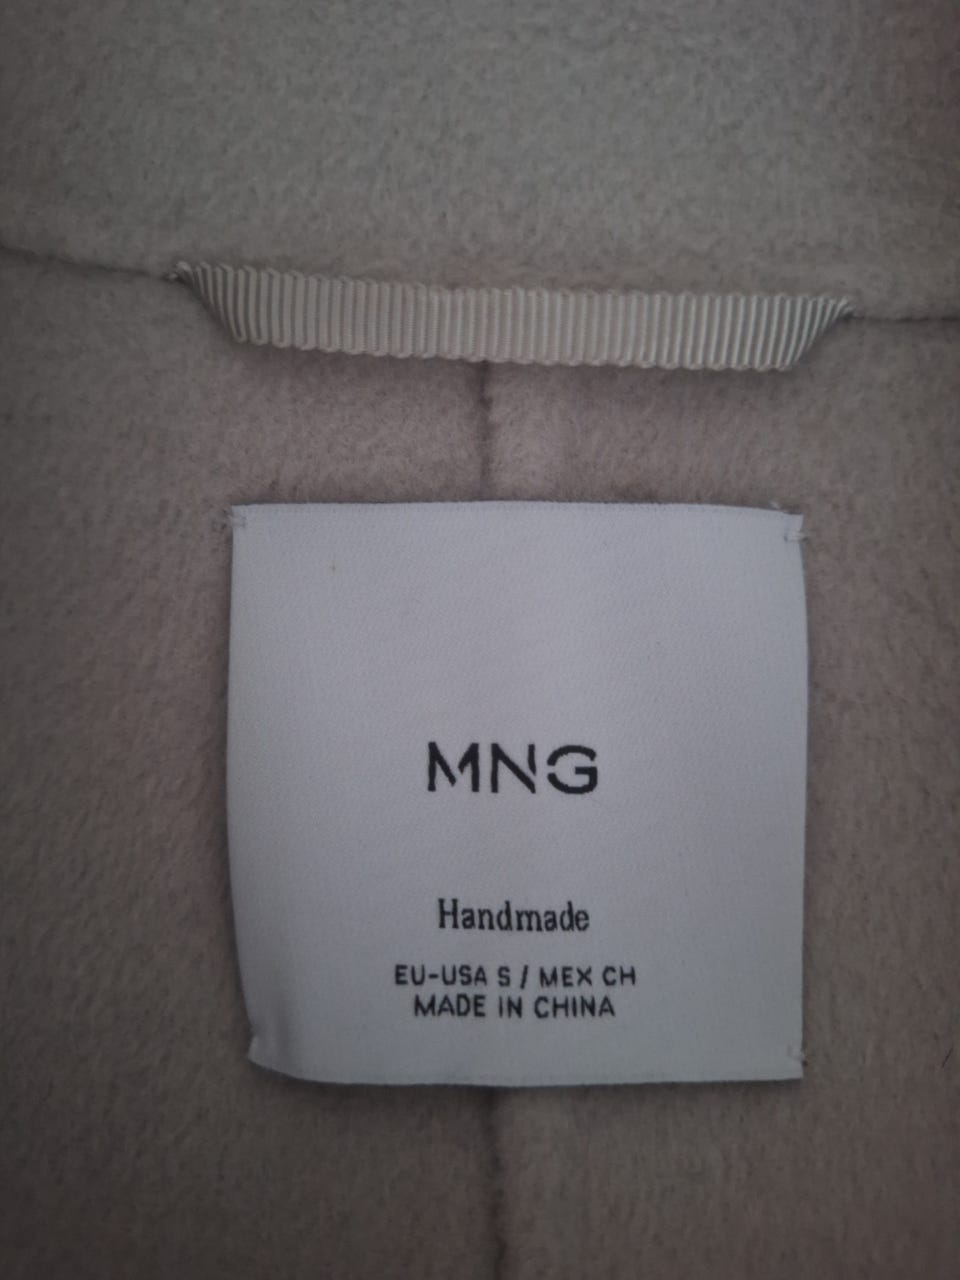 MNG
Handmade
EU-USA S / MEX CH
MADE IN CHINA